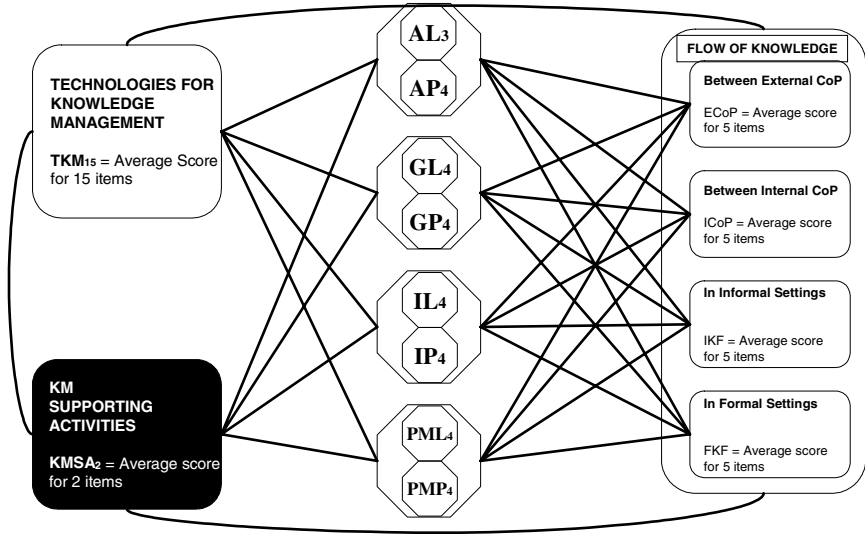 TECHNOLOGIES FOR
KNOWLEDGE
MANAGEMENT
TKM15 = Average Score
for 15 items
KM
SUPPORTING
ACTIVITIES
KMSA2 = Average score
for 2 items
AL3
AP4
GL4
GP4
IL4
IP4
PML4
PMP4
FLOW OF KNOWLEDGE
Between External CoP
ECoP = Average score
for 5 items
Between Internal CoP
ICoP = Average score
for 5 items
In Informal Settings
IKF = Average score
for 5 items
In Formal Settings
FKF = Average score
for 5 items